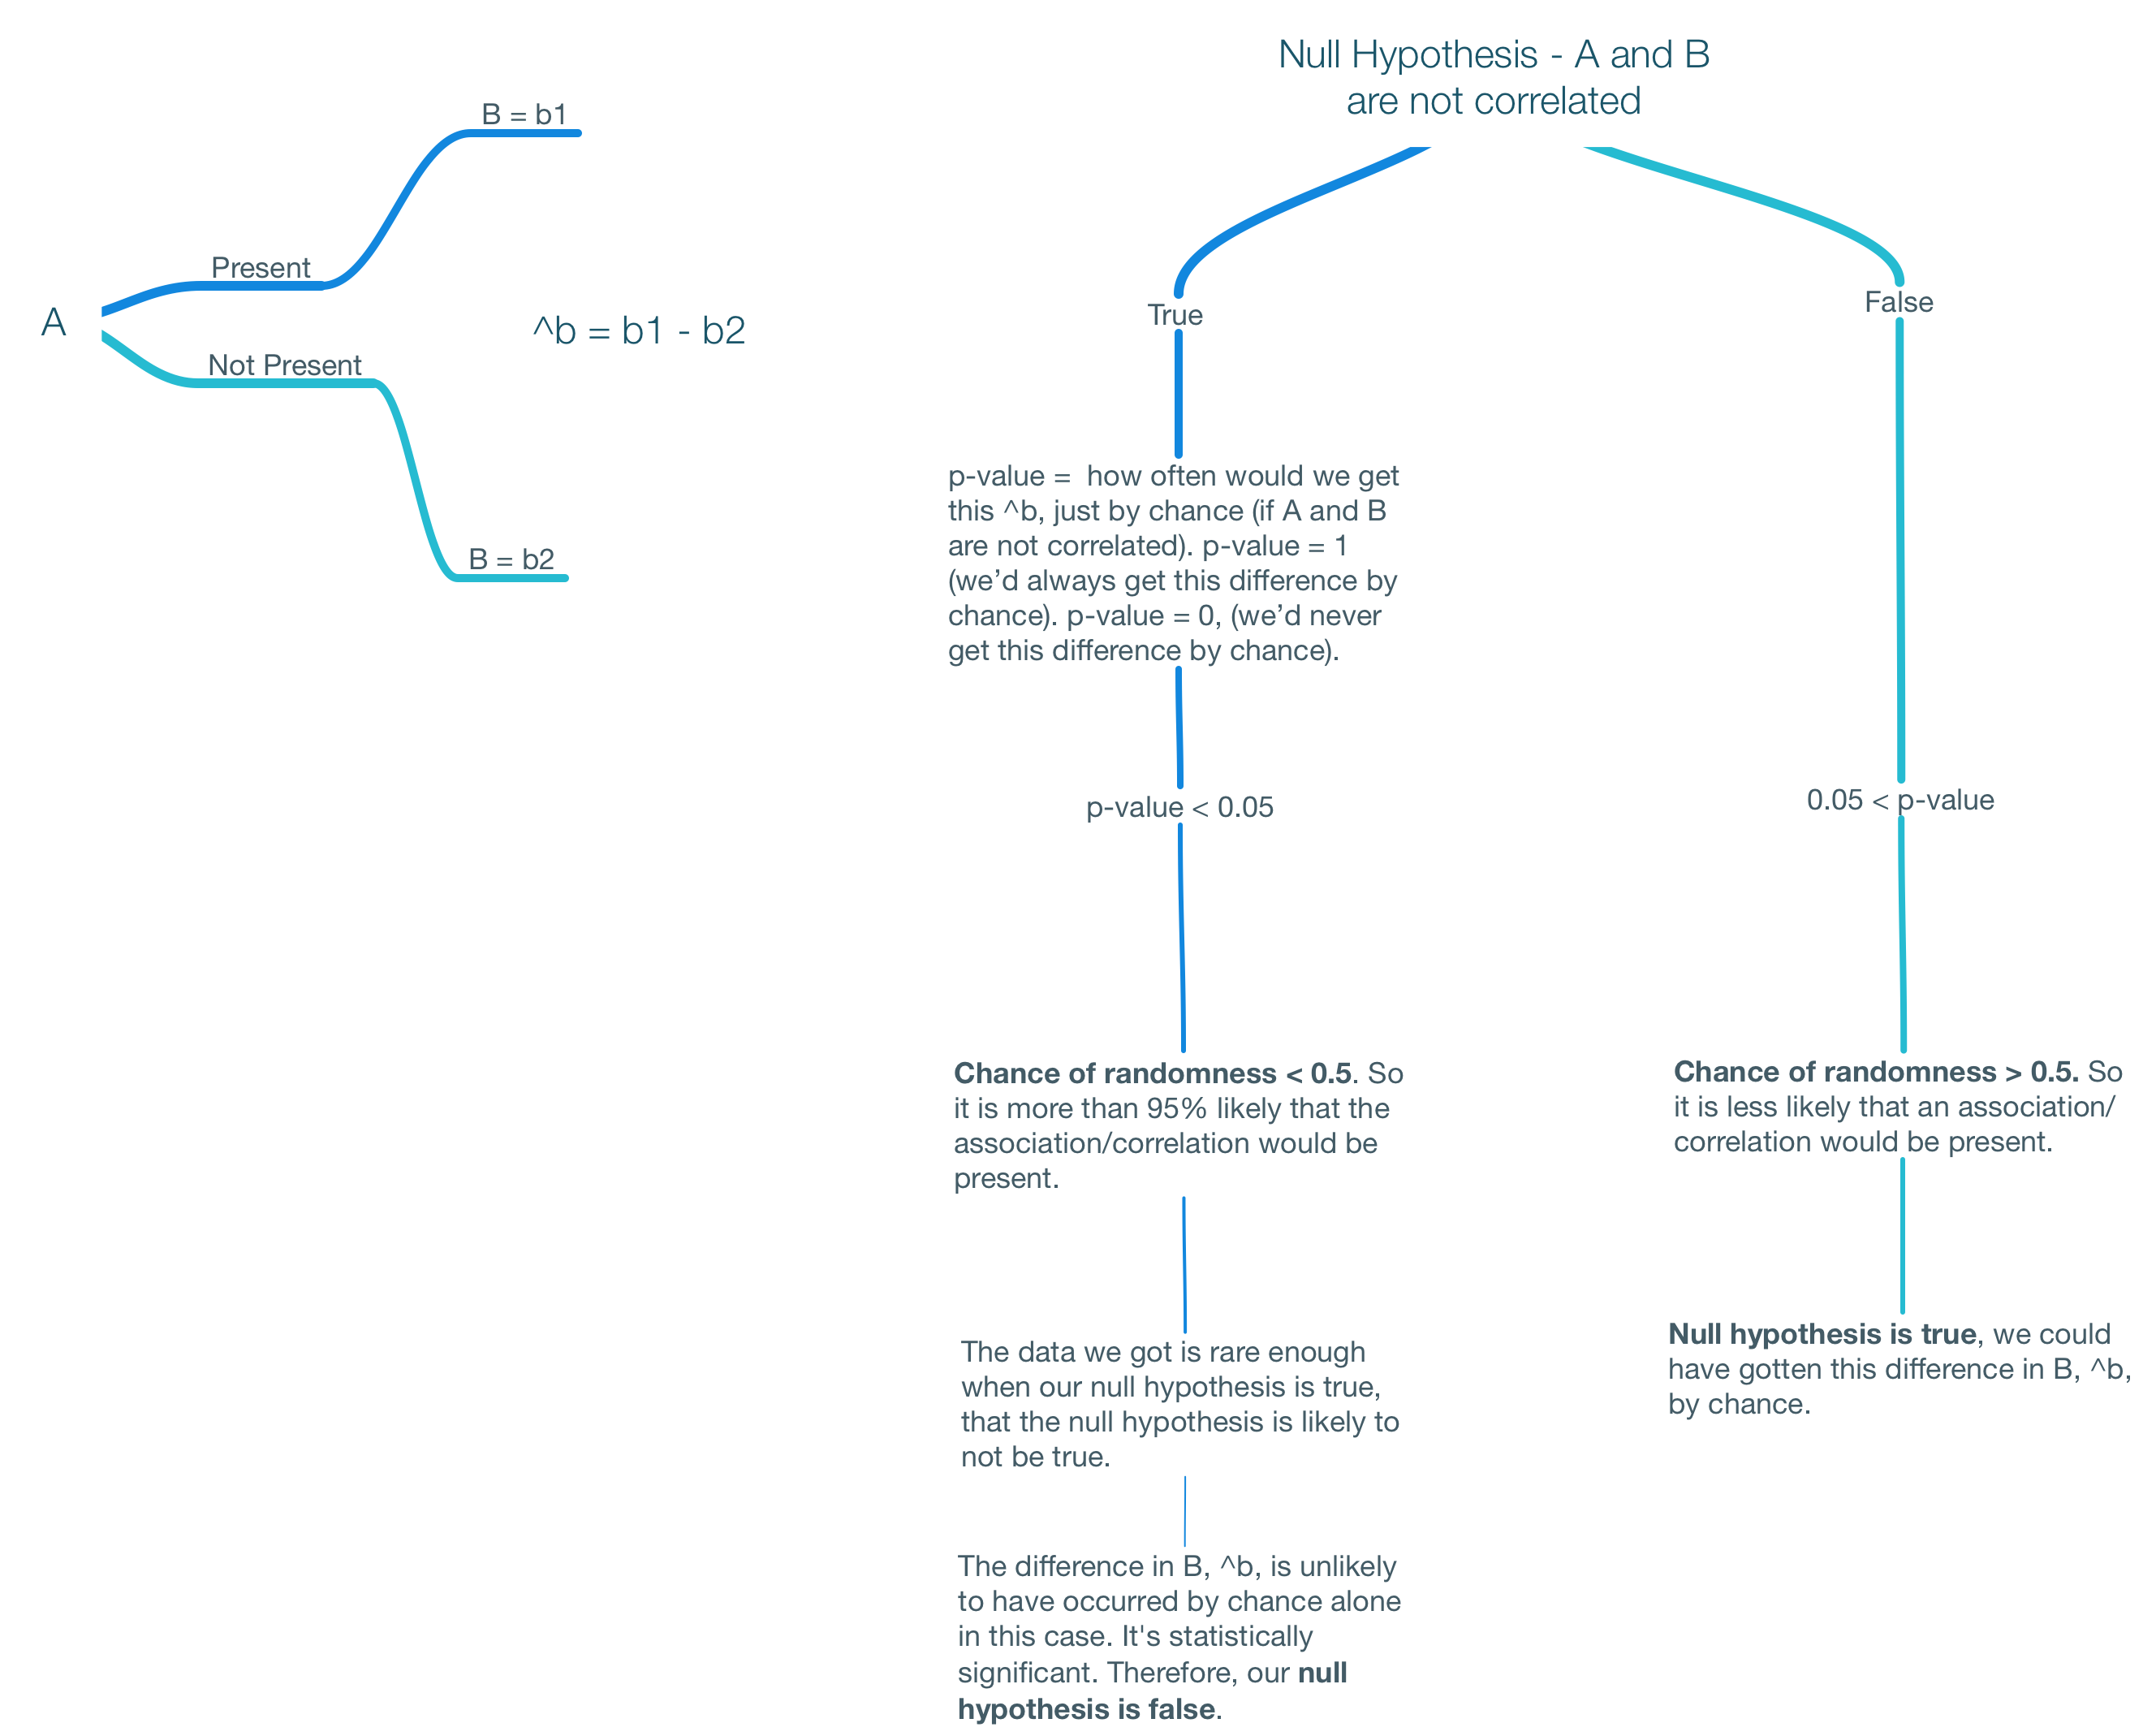 B = b1
Present
A
^b = b1 - b2
Not Present
B = b2
Null Hypothesis - A and B
are not correlated
True
False
p-value =  how often would we get
this ^b, just by chance (if A and B
are not correlated). p-value = 1
(we’d always get this difference by
chance). p-value = 0, (we’d never
get this difference by chance).
p-value < 0.05
0.05 < p-value
Chance of randomness < 0.5. So
it is more than 95% likely that the
association/correlation would be
present.
Chance of randomness > 0.5. So
it is less likely that an association/
correlation would be present.
The data we got is rare enough
when our null hypothesis is true,
that the null hypothesis is likely to
not be true.
Null hypothesis is true, we could
have gotten this difference in B, ^b,
by chance.
The difference in B, ^b, is unlikely
to have occurred by chance alone
in this case. It's statistically
significant. Therefore, our null
hypothesis is false.